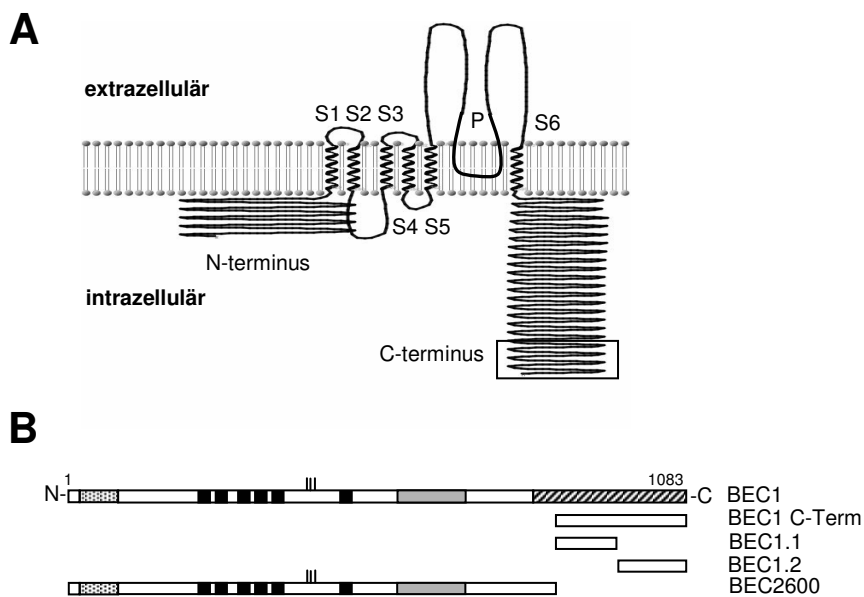 A
extrazellulär
S1 S2 S3
P
S6
S4 S5
N-terminus
intrazellulär
C-terminus
B
1
1083
N-
-C
BEC1
BEC1 C-Term
BEC1.1
BEC1.2
BEC2600